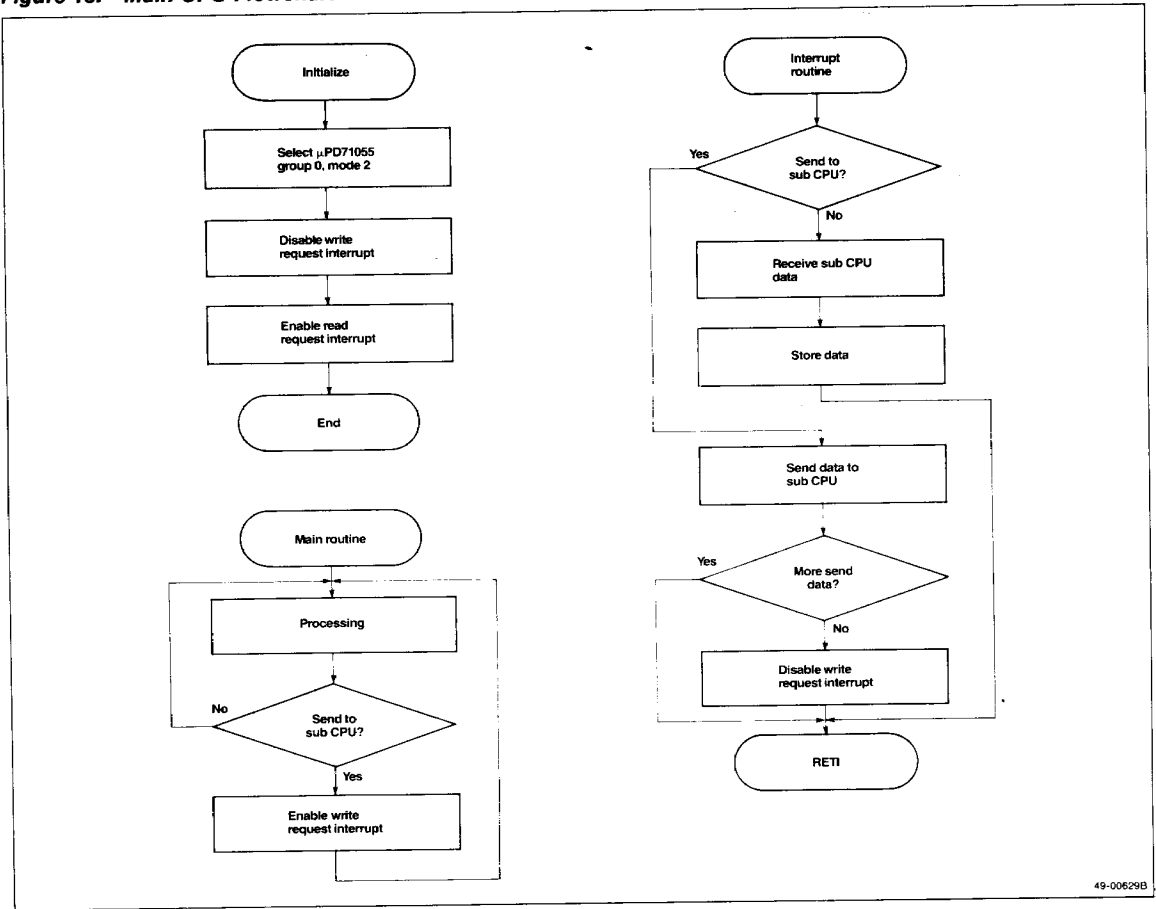 Initialize
Select μPD71055
group 0, mode 2
Disable write
request interrupt
Enable read
request interrupt
End
Main routine
Processing
No
Send to
sub CPU?
Yes
Enable write
request interrupt
Interrupt
routine
Yes
Send to
sub CPU?
No
Receive sub CPU
data
Store data
Send data to
sub CPU
Yes
More send
data?
No
Disable write
request interrupt
RETI
49-00629B